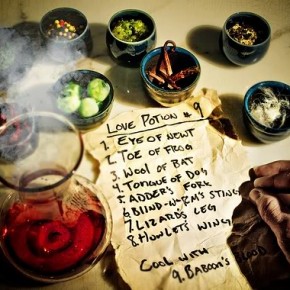 LOVE POTION # 9
1. EYE OF NEWT
2. TOE OF FROG
3. WOOL OF BAT
4. TONGUE OF DOG
5. ADDER'S FORK
6. BLIND-WORM'S STING
7. LIZARD'S LEG
8. HOWLET'S WING
COOL WITH
9. BABOON'S BLOOD